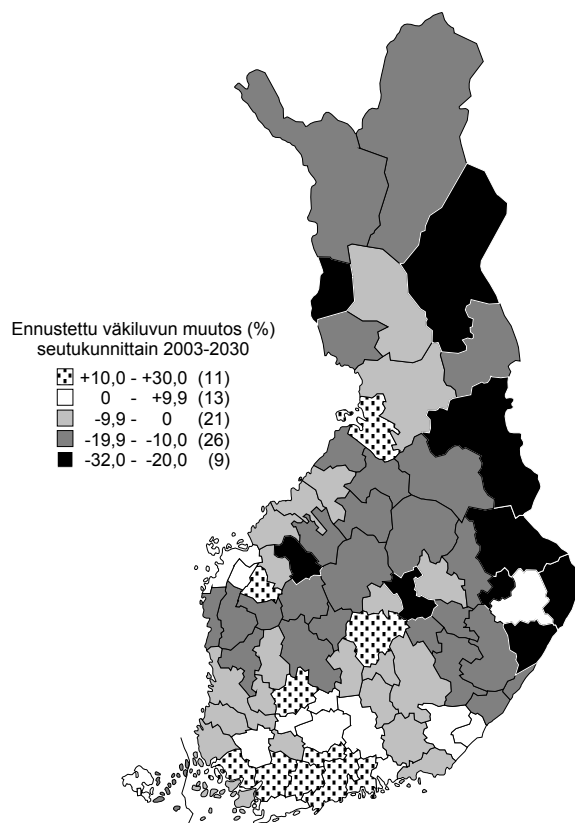 Ennustettu väkiluvun muutos (%)
seutukunnittain 2003-2030
+10,0 - +30,0 (11)
0 - +9,9 (13)
-9,9 - 0 (21)
-19,9 - -10,0 (26)
-32,0 - -20,0 (9)